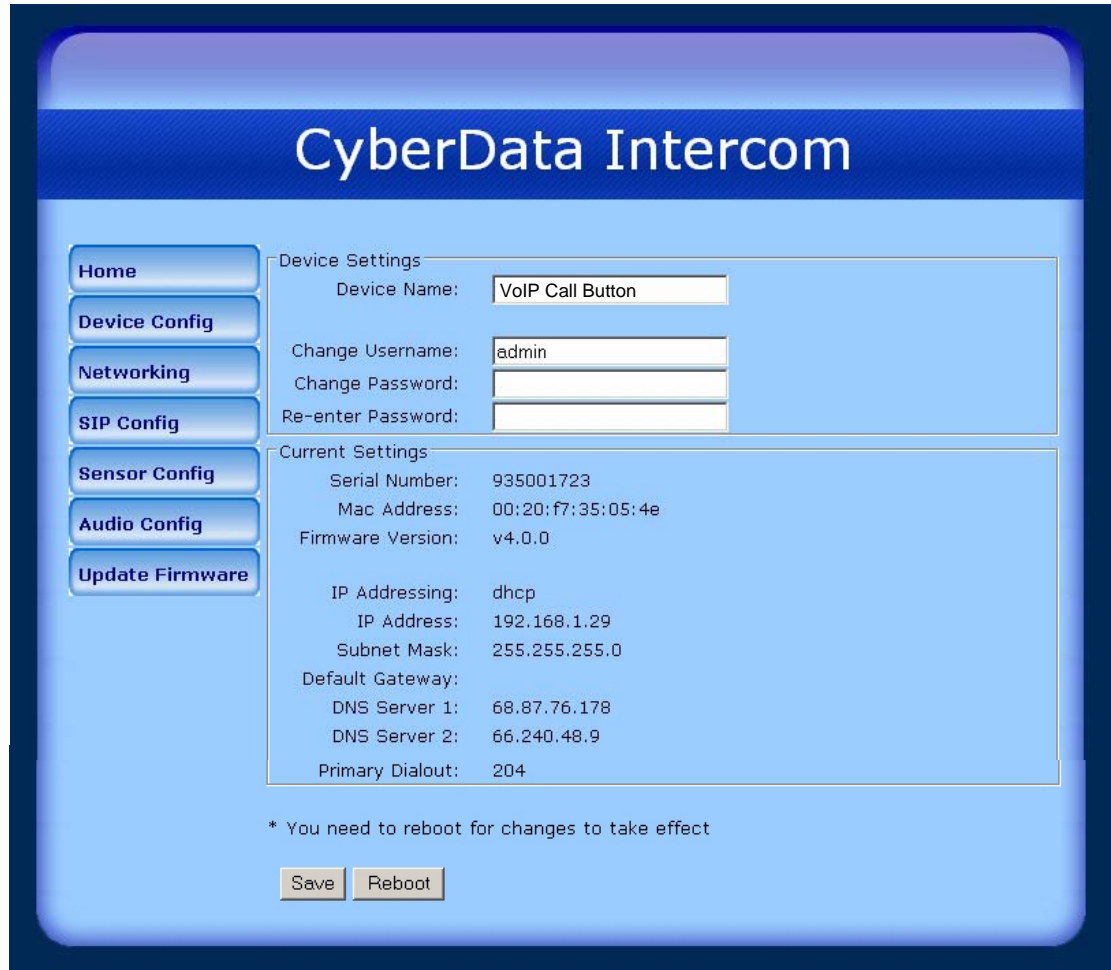 CyberData Intercom
Home
Device Config
Networking
SIP Config
Sensor Config
Audio Config
Update Firmware
Device Settings
Device Name: VoIP Call Button
Change Username: admin
Change Password:
Re-enter Password:
Current Settings
Serial Number: 935001723
Mac Address: 00:20:f7:35:05:4e
Firmware Version: v4.0.0
IP Addressing: dhcp
IP Address: 192.168.1.29
Subnet Mask: 255.255.255.0
Default Gateway:
DNS Server 1: 68.87.76.178
DNS Server 2: 66.240.48.9
Primary Dialout: 204
* You need to reboot for changes to take effect
Save Reboot